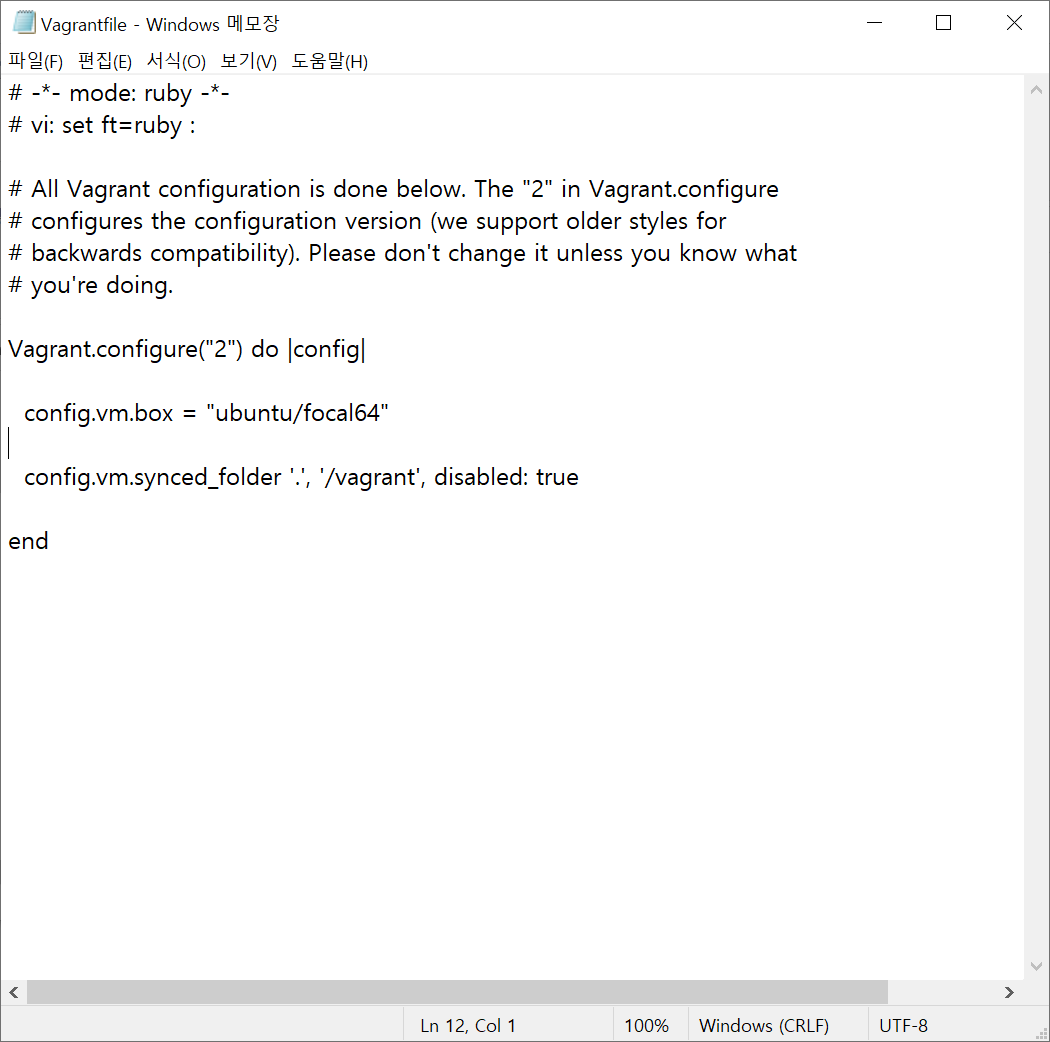 Vagrantfile - Windows 메모장
파일(F) 편집(E) 서식(O) 보기(V) 도움말(H)
# -*- mode: ruby -*-
# vi: set ft=ruby :
# All Vagrant configuration is done below. The "2" in Vagrant.configure
# configures the configuration version (we support older styles for
# backwards compatibility). Please don't change it unless you know what
# you're doing.
Vagrant.configure("2") do |config|
config.vm.box = "ubuntu/focal64"
config.vm.synced_folder '.', '/vagrant', disabled: true
end
Ln 12, Col 1 100% Windows (CRLF) UTF-8